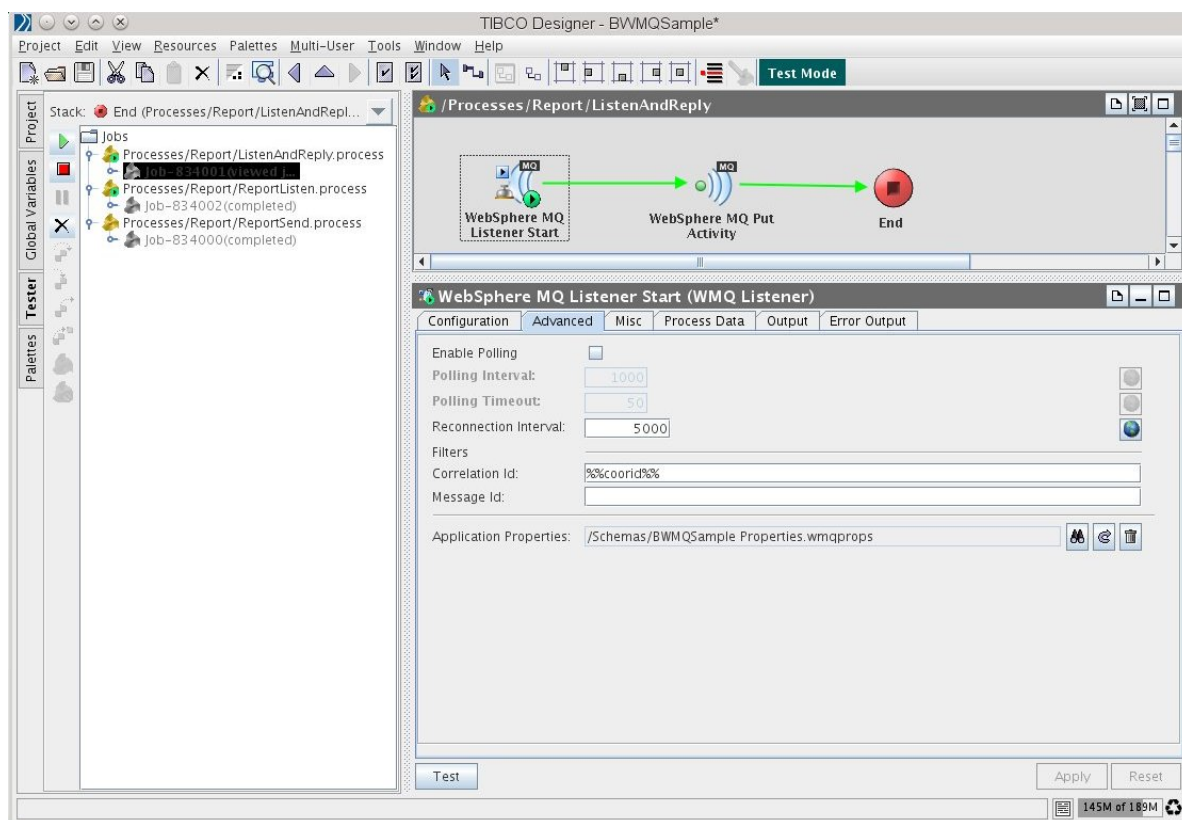 TIBCO Designer - BWMQSample*
Project Edit View Resources Palettes Multi-User Tools Window Help
Test Mode
Project
Global Variables
Tester
Palettes
Stack: End (Processes/Report/ListenAndRepl...
Jobs
Processes/Report/ListenAndReply.process
Job-834001(viewed j...
Processes/Report/ReportListen.process
Job-834002(completed)
Processes/Report/ReportSend.process
Job-834000(completed)
/Processes/Report/ListenAndReply
MQ
WebSphere MQ
Listener Start
MQ
WebSphere MQ Put
Activity
End
WebSphere MQ Listener Start (WMQ Listener)
Configuration Advanced Misc Process Data Output Error Output
Enable Polling
Polling Interval: 1000
Polling Timeout: 50
Reconnection Interval: 5000
Filters
Correlation Id: %%coorid%%
Message Id:
Application Properties: /Schemas/BWMQSample Properties.wmqprops
Test Apply Reset
145M of 189M